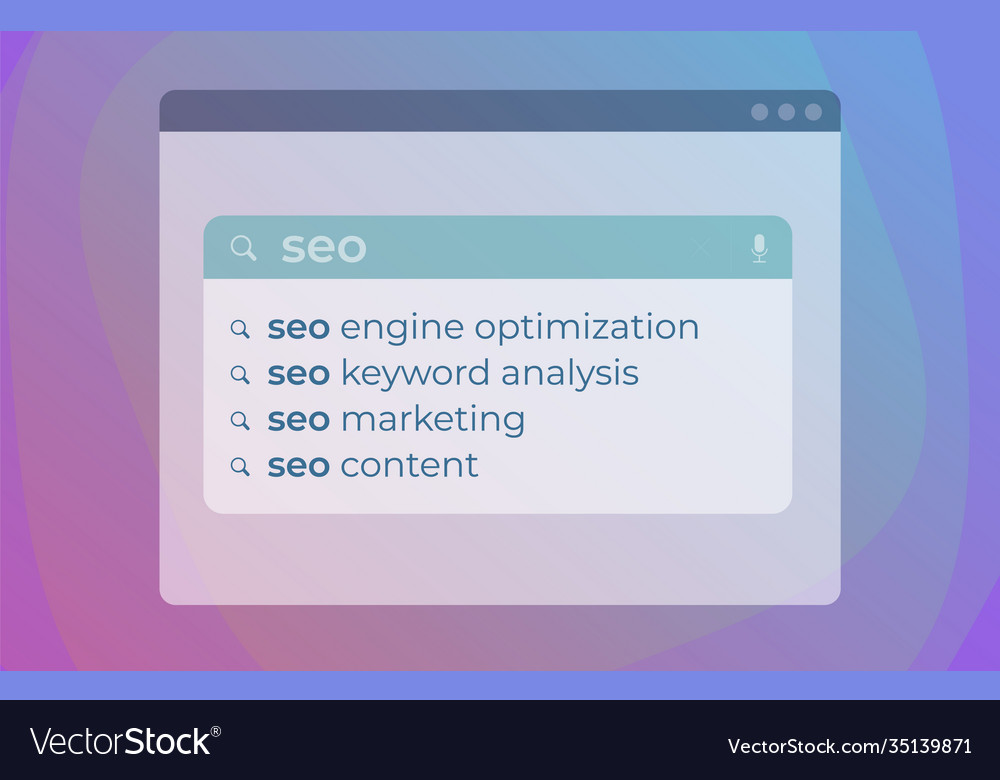 seo
seo engine optimization
seo keyword analysis
seo marketing
seo content
VectorStock®
VectorStock.com/35139871